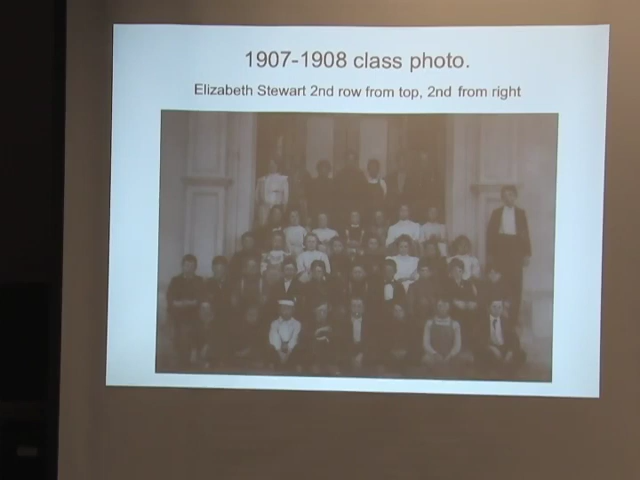 1907-1908 class photo.
Elizabeth Stewart 2nd row from top, 2nd from right